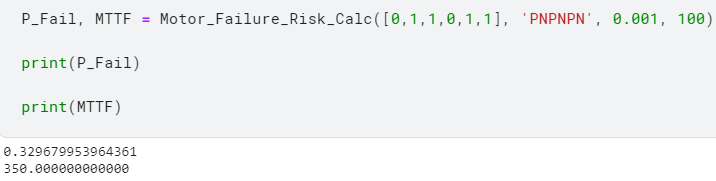 P_Fail, MTTF = Motor_Failure_Risk_Calc([0,1,1,0,1,1], 'PNPNPN', 0.001, 100)
print(P_Fail)
print(MTTF)
0.329679953964361
350.000000000000